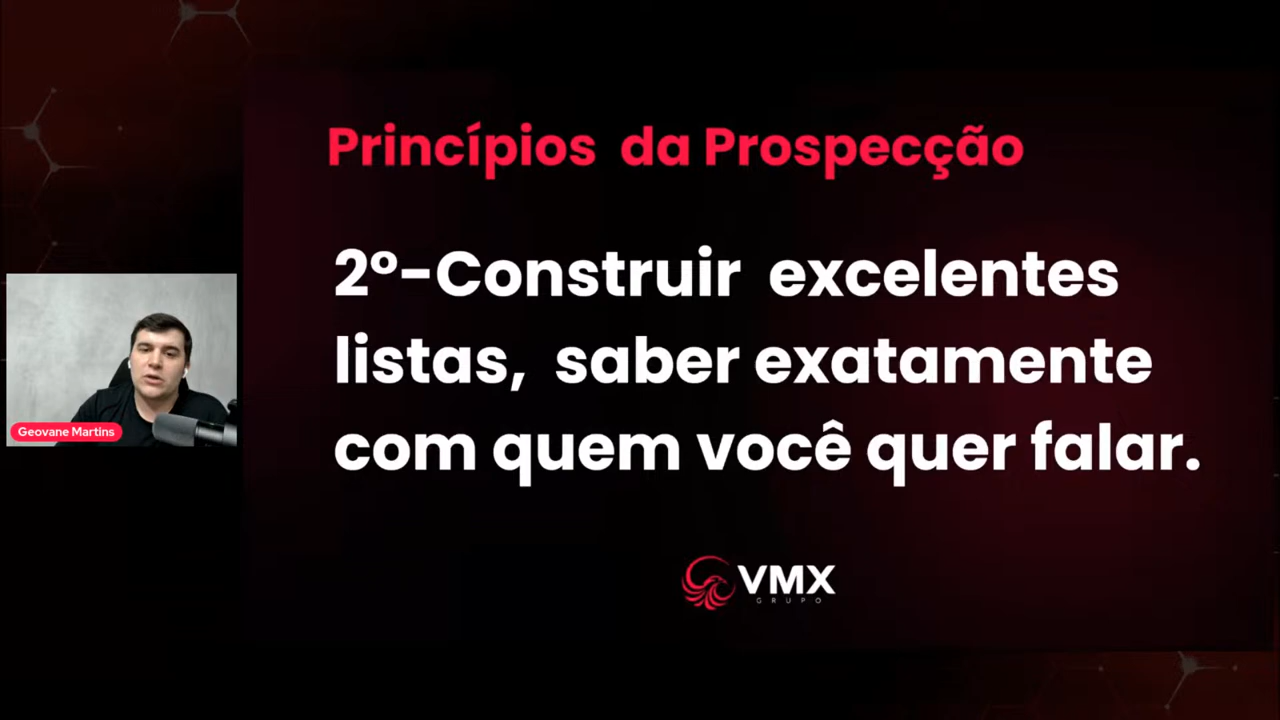 Princípios da Prospecção
2º-Construir excelentes
listas, saber exatamente
com quem você quer falar.
Geovane Martins
VMX
GRUPO